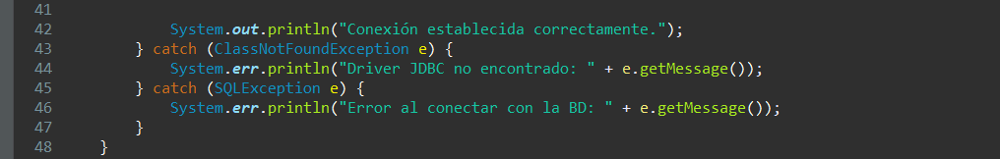 41
42 System.out.println("Conexión establecida correctamente.");
43 } catch (ClassNotFoundException e) {
44 System.err.println("Driver JDBC no encontrado: " + e.getMessage());
45 } catch (SQLException e) {
46 System.err.println("Error al conectar con la BD: " + e.getMessage());
47 }
48 }